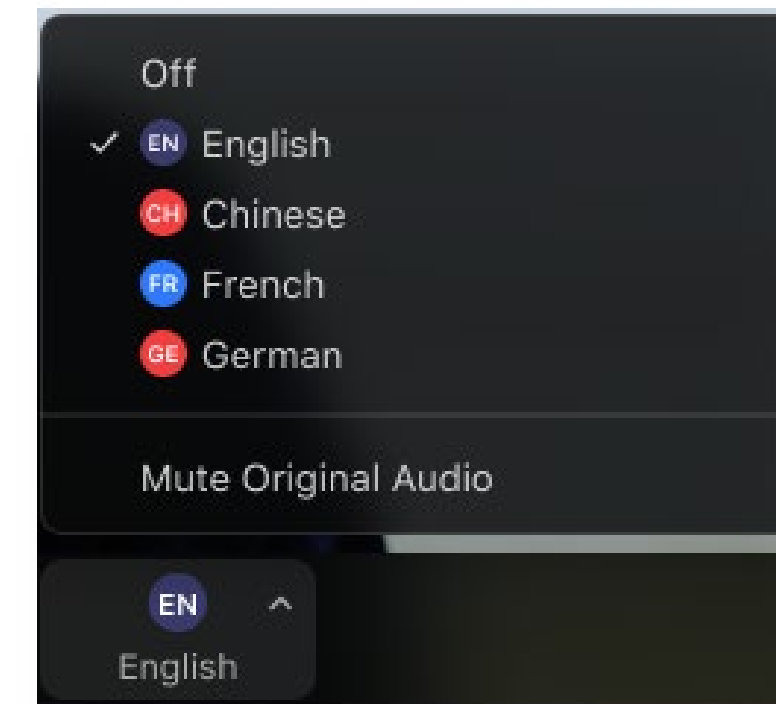 Off
EN English
CH Chinese
FR French
GE German
Mute Original Audio
EN
English